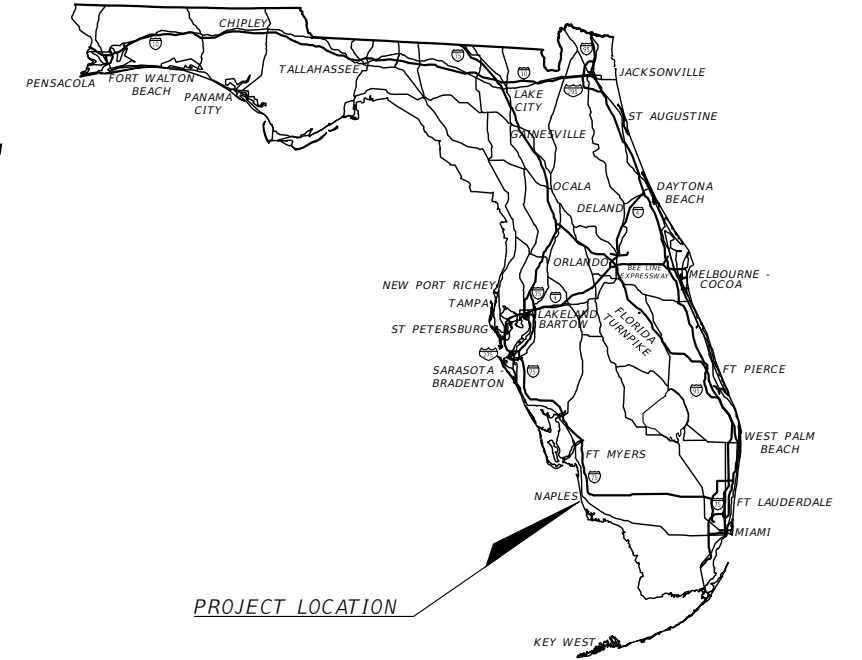 CHIPLEY
PENSACOLA
FORT WALTON
BEACH
PANAMA
CITY
TALLAHASSEE
LAKE
CITY
JACKSONVILLE
ST AUGUSTINE
GAINESVILLE
OCALA
DAYTONA
BEACH
DELAND
ORLANDO
BEE LINE
EXPRESSWAY
MELBOURNE -
COCOA
NEW PORT RICHEY
TAMPA
LAKELAND
BARTOW
ST PETERSBURG
FLORIDA
TURNPIKE
SARASOTA -
BRADENTON
FT PIERCE
WEST PALM
BEACH
FT MYERS
NAPLES
FT LAUDERDALE
MIAMI
PROJECT LOCATION
KEY WEST